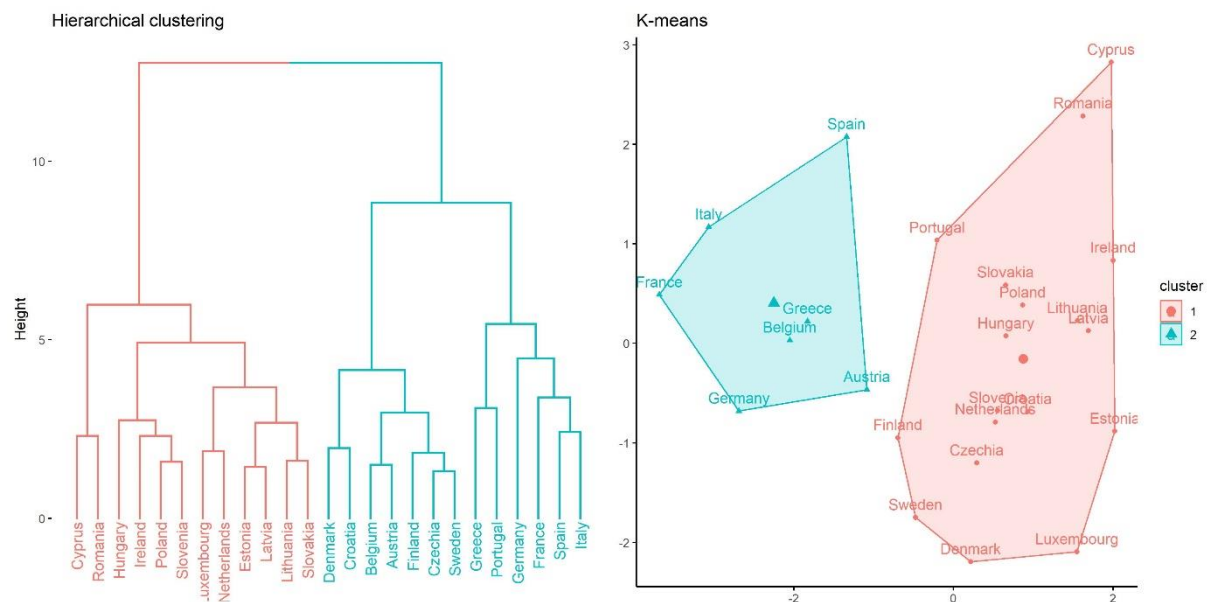 Hierarchical clustering
Height
10
5
0
Cyprus
Romania
Hungary
Ireland
Poland
Slovenia
Luxembourg
Netherlands
Estonia
Latvia
Lithuania
Slovakia
Denmark
Croatia
Belgium
Austria
Finland
Czechia
Sweden
Greece
Portugal
Germany
France
Spain
Italy
K-means
3
2
1
0
-1
-2
-2
0
2
Cyprus
Romania
Spain
Italy
Portugal
Ireland
France
Slovakia
Poland
Greece
Lithuania
Latvia
Belgium
Hungary
Austria
Germany
Slovenia
Croatia
Netherlands
Finland
Estonia
Czechia
Sweden
Denmark
Luxembourg
cluster
1
2